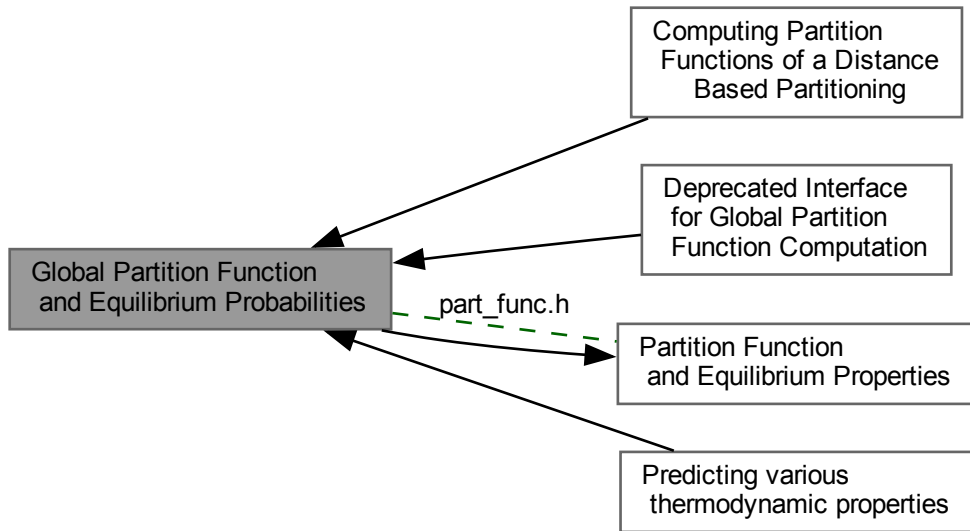 Computing Partition
Functions of a Distance
Based Partitioning
Deprecated Interface
for Global Partition
Function Computation
Global Partition Function
and Equilibrium Probabilities
part_func.h
Partition Function
and Equilibrium Properties
Predicting various
thermodynamic properties